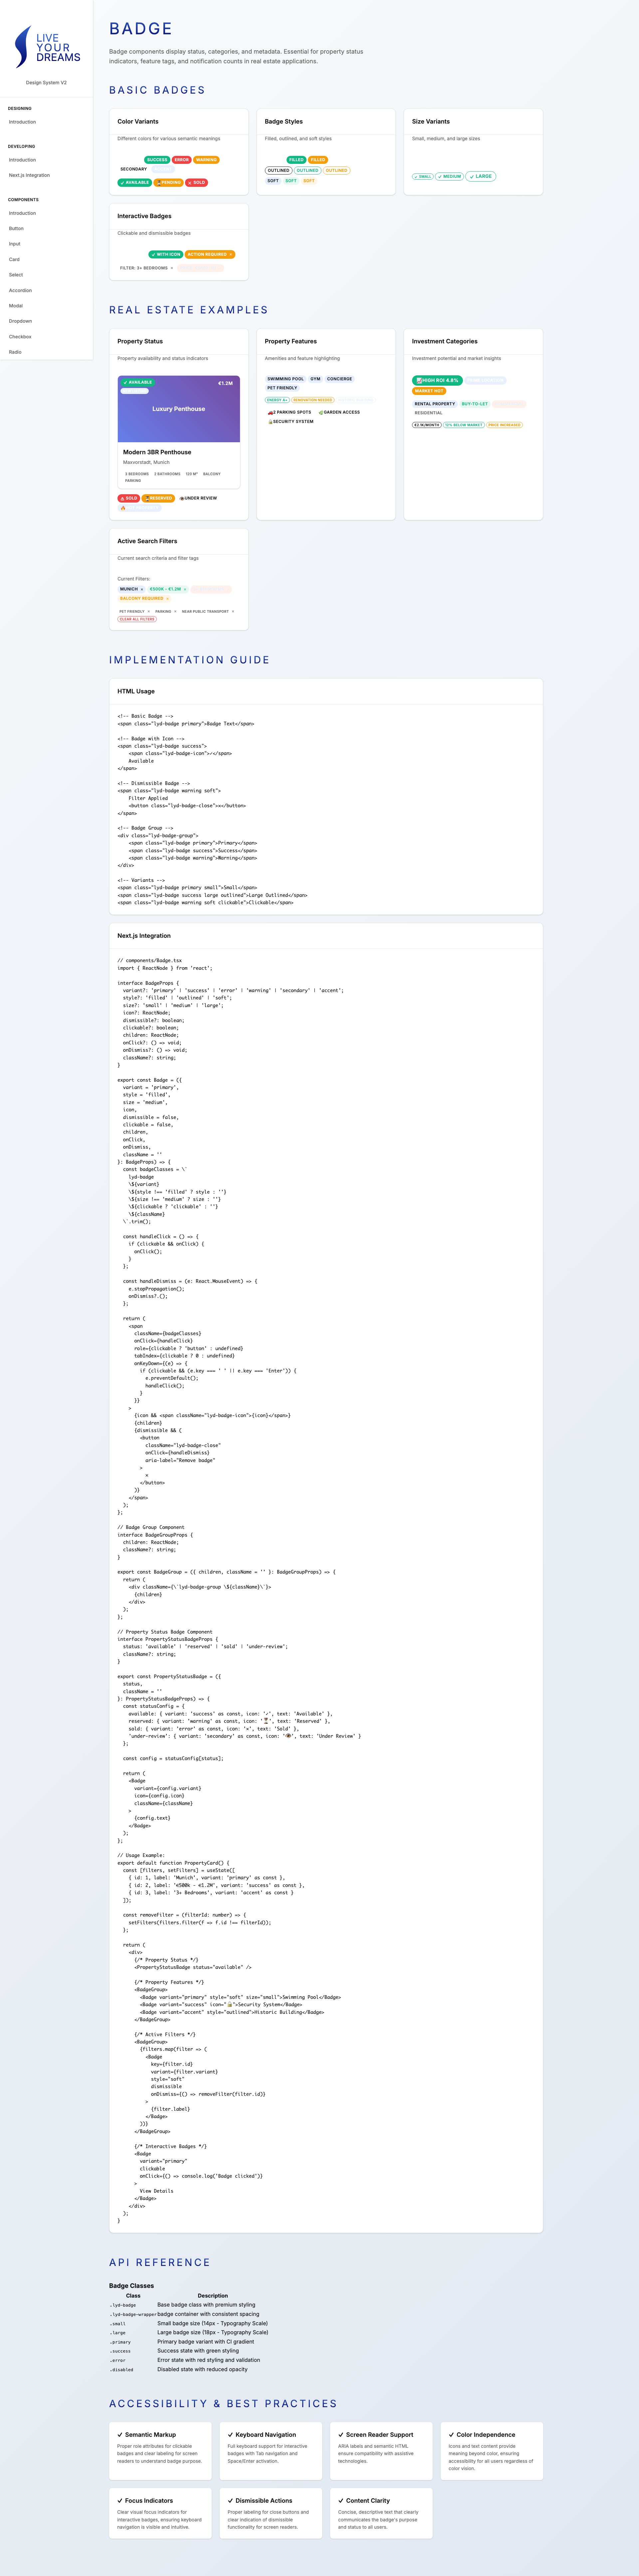 LIVE
YOUR
DREAMS
Design System V2
DESIGNING
Introduction
DEVELOPING
Introduction
Next.js Integration
COMPONENTS
Introduction
Button
Input
Card
Select
Accordion
Modal
Dropdown
Checkbox
Radio
BADGE
Badge components display status, categories, and metadata. Essential for property status
indicators, feature tags, and notification counts in real estate applications.
BASIC BADGES
Color Variants
Different colors for various semantic meanings
SUCCESS ERROR WARNING
SECONDARY
✓ AVAILABLE ⏳PENDING × SOLD
Badge Styles
Filled, outlined, and soft styles
FILLED FILLED
OUTLINED OUTLINED OUTLINED
SOFT SOFT SOFT
Size Variants
Small, medium, and large sizes
✓ SMALL ✓ MEDIUM ✓ LARGE
Interactive Badges
Clickable and dismissible badges
✓ WITH ICON ACTION REQUIRED ×
FILTER: 3+ BEDROOMS ×
REAL ESTATE EXAMPLES
Property Status
Property availability and status indicators
✓ AVAILABLE
€1.2M
Luxury Penthouse
Modern 3BR Penthouse
Maxvorstadt, Munich
3 BEDROOMS 2 BATHROOMS 120 M² BALCONY
PARKING
SOLD RESERVED UNDER REVIEW
Property Features
Amenities and feature highlighting
SWIMMING POOL GYM CONCIERGE
PET FRIENDLY
ENERGY A+ RENOVATION NEEDED
🚗2 PARKING SPOTS 🌿GARDEN ACCESS
🔒SECURITY SYSTEM
Investment Categories
Investment potential and market insights
📈HIGH ROI 4.8%
MARKET HOT
RENTAL PROPERTY BUY-TO-LET
RESIDENTIAL
€2.1K/MONTH 12% BELOW MARKET PRICE INCREASED
Active Search Filters
Current search criteria and filter tags
Current Filters:
MUNICH × €500K - €1.2M ×
BALCONY REQUIRED ×
PET FRIENDLY × PARKING × NEAR PUBLIC TRANSPORT ×
CLEAR ALL FILTERS
IMPLEMENTATION GUIDE
HTML Usage
<!-- Basic Badge -->
<span class="lyd-badge primary">Badge Text</span>
<!-- Badge with Icon -->
<span class="lyd-badge success">
<span class="lyd-badge-icon">✓</span>
Available
</span>
<!-- Dismissible Badge -->
<span class="lyd-badge warning soft">
Filter Applied
<button class="lyd-badge-close">×</button>
</span>
<!-- Badge Group -->
<div class="lyd-badge-group">
<span class="lyd-badge primary">Primary</span>
<span class="lyd-badge success">Success</span>
<span class="lyd-badge warning">Warning</span>
</div>
<!-- Variants -->
<span class="lyd-badge primary small">Small</span>
<span class="lyd-badge success large outlined">Large Outlined</span>
<span class="lyd-badge warning soft clickable">Clickable</span>
Next.js Integration
// components/Badge.tsx
import { ReactNode } from 'react';
interface BadgeProps {
variant?: 'primary' | 'success' | 'error' | 'warning' | 'secondary' | 'accent';
style?: 'filled' | 'outlined' | 'soft';
size?: 'small' | 'medium' | 'large';
icon?: ReactNode;
dismissible?: boolean;
clickable?: boolean;
children: ReactNode;
onClick?: () => void;
onDismiss?: () => void;
className?: string;
}
export const Badge = ({
variant = 'primary',
style = 'filled',
size = 'medium',
icon,
dismissible = false,
clickable = false,
children,
onClick,
onDismiss,
className = ''
}: BadgeProps) => {
const badgeClasses = \`
lyd-badge
\${variant}
\${style !== 'filled' ? style : ''}
\${size !== 'medium' ? size : ''}
\${clickable ? 'clickable' : ''}
\${className}
\`.trim();
const handleClick = () => {
if (clickable && onClick) {
onClick();
}
};
const handleDismiss = (e: React.MouseEvent) => {
e.stopPropagation();
onDismiss?.();
};
return (
<span
className={badgeClasses}
onClick={handleClick}
role={clickable ? 'button' : undefined}
tabIndex={clickable ? 0 : undefined}
onKeyDown={(e) => {
if (clickable && (e.key === ' ' || e.key === 'Enter')) {
e.preventDefault();
handleClick();
}
}}
>
{icon && <span className="lyd-badge-icon">{icon}</span>}
{children}
{dismissible && (
<button
className="lyd-badge-close"
onClick={handleDismiss}
aria-label="Remove badge"
>
×
</button>
)}
</span>
);
};
// Badge Group Component
interface BadgeGroupProps {
children: ReactNode;
className?: string;
}
export const BadgeGroup = ({ children, className = '' }: BadgeGroupProps) => {
return (
<div className={\`lyd-badge-group \${className}\`}>
{children}
</div>
);
};
// Property Status Badge Component
interface PropertyStatusBadgeProps {
status: 'available' | 'reserved' | 'sold' | 'under-review';
className?: string;
}
export const PropertyStatusBadge = ({
status,
className = ''
}: PropertyStatusBadgeProps) => {
const statusConfig = {
available: { variant: 'success' as const, icon: '✓', text: 'Available' },
reserved: { variant: 'warning' as const, icon: '⏳', text: 'Reserved' },
sold: { variant: 'error' as const, icon: '×', text: 'Sold' },
'under-review': { variant: 'secondary' as const, icon: '👁', text: 'Under Review' }
};
const config = statusConfig[status];
return (
<Badge
variant={config.variant}
icon={config.icon}
className={className}
>
{config.text}
</Badge>
);
};
// Usage Example:
export default function PropertyCard() {
const [filters, setFilters] = useState([
{ id: 1, label: 'Munich', variant: 'primary' as const },
{ id: 2, label: '€500k - €1.2M', variant: 'success' as const },
{ id: 3, label: '3+ Bedrooms', variant: 'accent' as const }
]);
const removeFilter = (filterId: number) => {
setFilters(filters.filter(f => f.id !== filterId));
};
return (
<div>
{/* Property Status */}
<PropertyStatusBadge status="available" />
{/* Property Features */}
<BadgeGroup>
<Badge variant="primary" style="soft" size="small">Swimming Pool</Badge>
<Badge variant="success" icon="🔒">Security System</Badge>
<Badge variant="accent" style="outlined">Historic Building</Badge>
</BadgeGroup>
{/* Active Filters */}
<BadgeGroup>
{filters.map(filter => (
<Badge
key={filter.id}
variant={filter.variant}
style="soft"
dismissible
onDismiss={() => removeFilter(filter.id)}
>
{filter.label}
</Badge>
))}
</BadgeGroup>
{/* Interactive Badges */}
<Badge
variant="primary"
clickable
onClick={() => console.log('Badge clicked')}
>
View Details
</Badge>
</div>
);
}
API REFERENCE
Badge Classes
Class Description
.lyd-badge Base badge class with premium styling
.lyd-badge-wrapper badge container with consistent spacing
.small Small badge size (14px - Typography Scale)
.large Large badge size (18px - Typography Scale)
.primary Primary badge variant with CI gradient
.success Success state with green styling
.error Error state with red styling and validation
.disabled Disabled state with reduced opacity
ACCESSIBILITY & BEST PRACTICES
✓ Semantic Markup
Proper role attributes for clickable
badges and clear labeling for screen
readers to understand badge purpose.
✓ Keyboard Navigation
Full keyboard support for interactive
badges with Tab navigation and
Space/Enter activation.
✓ Screen Reader Support
ARIA labels and semantic HTML
ensure compatibility with assistive
technologies.
✓ Color Independence
Icons and text content provide
meaning beyond color, ensuring
accessibility for all users regardless of
color vision.
✓ Focus Indicators
Clear visual focus indicators for
interactive badges, ensuring keyboard
navigation is visible and intuitive.
✓ Dismissible Actions
Proper labeling for close buttons and
clear indication of dismissible
functionality for screen readers.
✓ Content Clarity
Concise, descriptive text that clearly
communicates the badge's purpose
and status to all users.